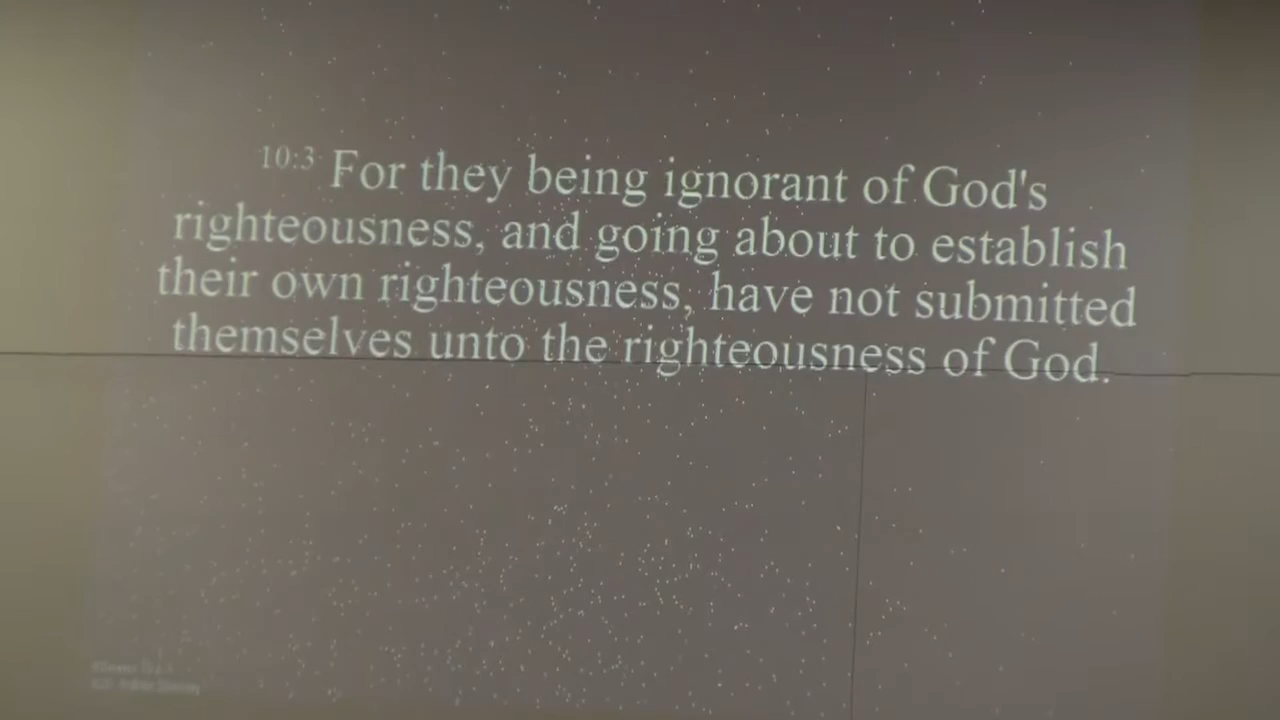 10:3 For they being ignorant of God's
righteousness, and going about to establish
their own righteousness, have not submitted
themselves unto the righteousness of God.